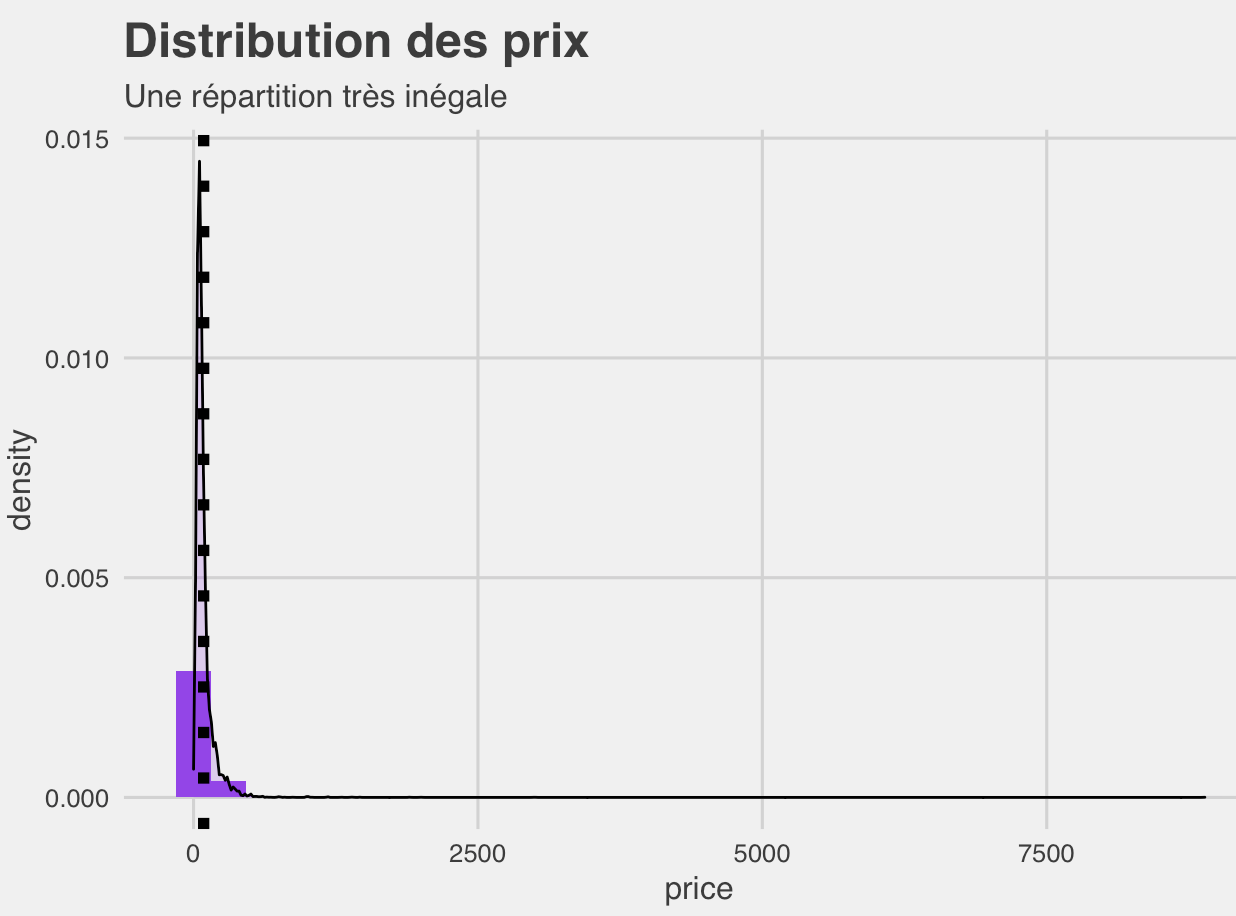 Distribution des prix
Une répartition très inégale
0.015
0.010
0.005
0.000
density
0 2500 5000 7500
price